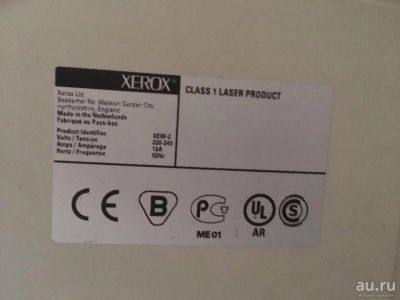 XEROX
CLASS 1 LASER PRODUCT
Xerox Ltd
Bessemer Rd, Welwyn Garden City
Hertfordshire, England
Made in the Netherlands
Fabriqué au Pays-bas
Product Identifier XEW-2
Volts / Tension 220-240
Amps / Ampérage 10A
Hertz / Frequence 50Hz
CE B PC UL S
ME01 AR
au.ru